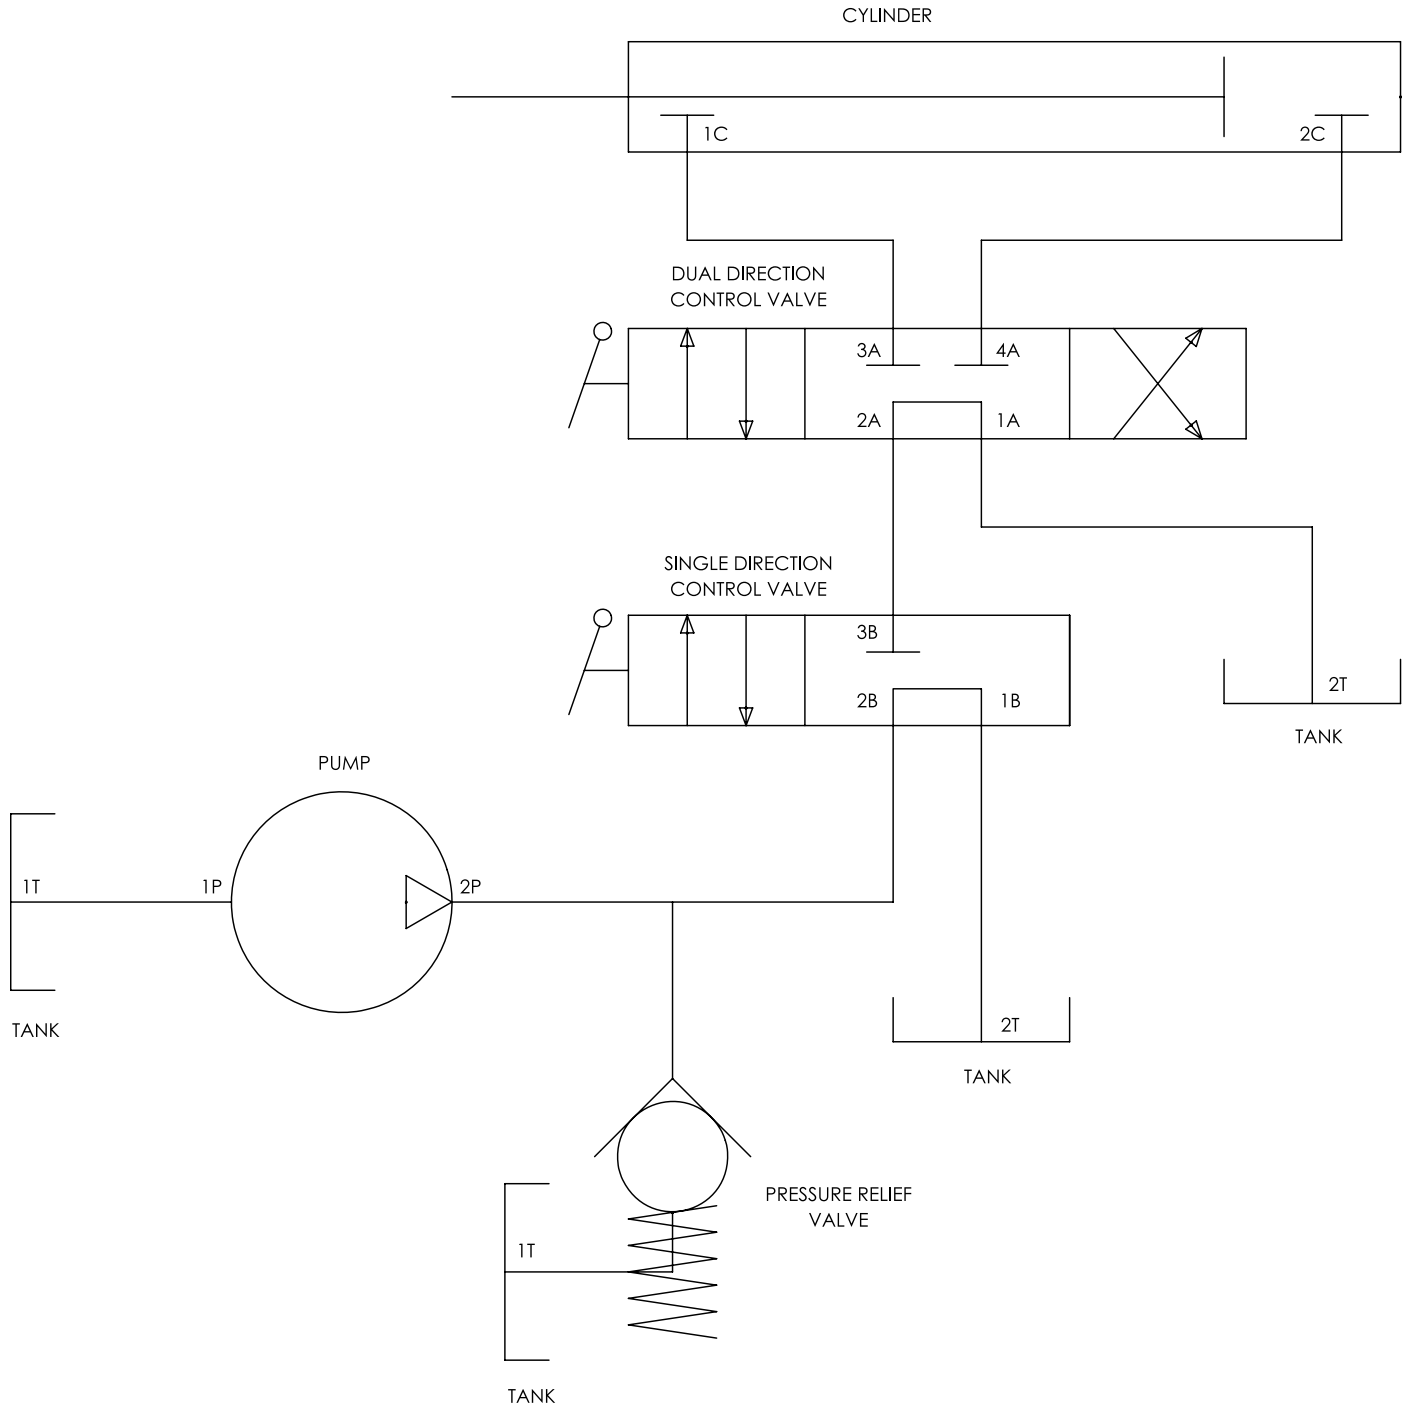 CYLINDER
1C
2C
DUAL DIRECTION
CONTROL VALVE
3A
4A
2A
1A
SINGLE DIRECTION
CONTROL VALVE
3B
2B
1B
2T
TANK
PUMP
1T
1P
2P
TANK
2T
TANK
PRESSURE RELIEF
VALVE
1T
TANK